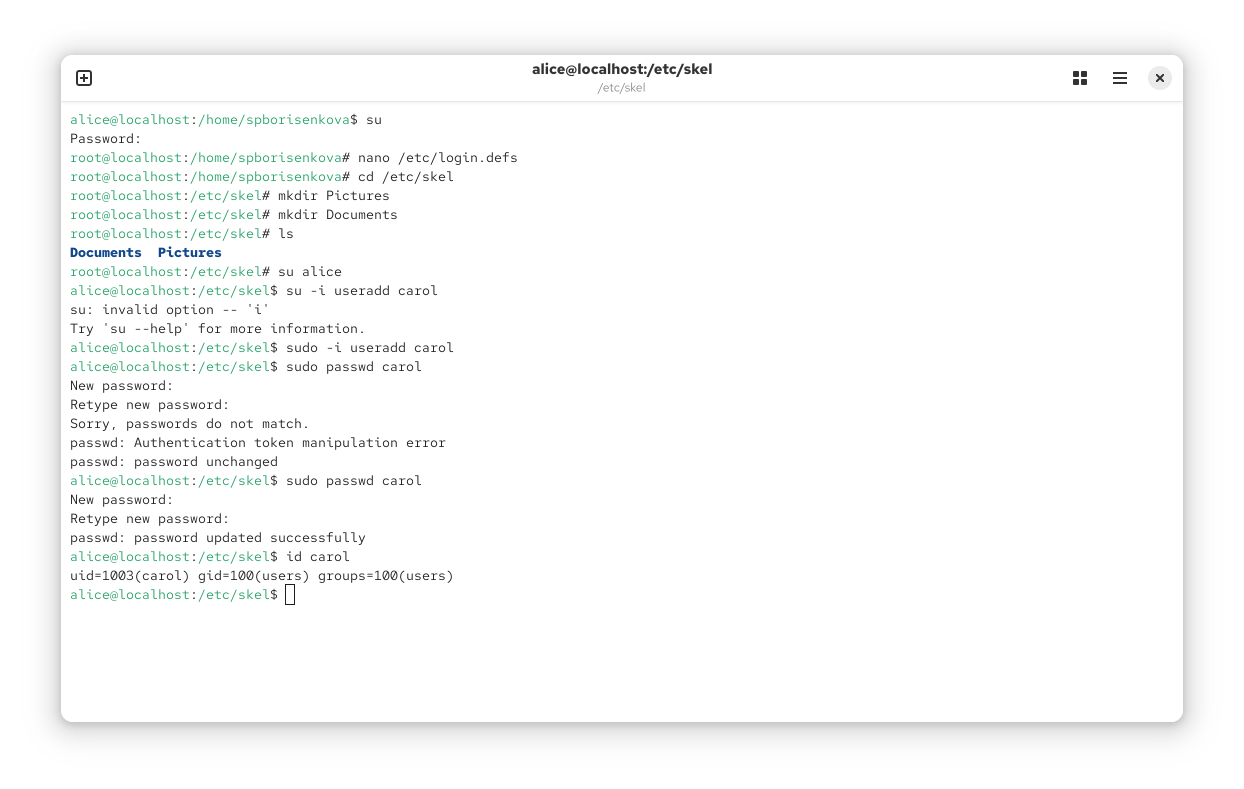 alice@localhost:/etc/skel
/etc/skel
alice@localhost:/home/spborisenkova$ su
Password:
root@localhost:/home/spborisenkova# nano /etc/login.defs
root@localhost:/home/spborisenkova# cd /etc/skel
root@localhost:/etc/skel# mkdir Pictures
root@localhost:/etc/skel# mkdir Documents
root@localhost:/etc/skel# ls
Documents  Pictures
root@localhost:/etc/skel# su alice
alice@localhost:/etc/skel$ su -i useradd carol
su: invalid option -- 'i'
Try 'su --help' for more information.
alice@localhost:/etc/skel$ sudo -i useradd carol
alice@localhost:/etc/skel$ sudo passwd carol
New password:
Retype new password:
Sorry, passwords do not match.
passwd: Authentication token manipulation error
passwd: password unchanged
alice@localhost:/etc/skel$ sudo passwd carol
New password:
Retype new password:
passwd: password updated successfully
alice@localhost:/etc/skel$ id carol
uid=1003(carol) gid=100(users) groups=100(users)
alice@localhost:/etc/skel$